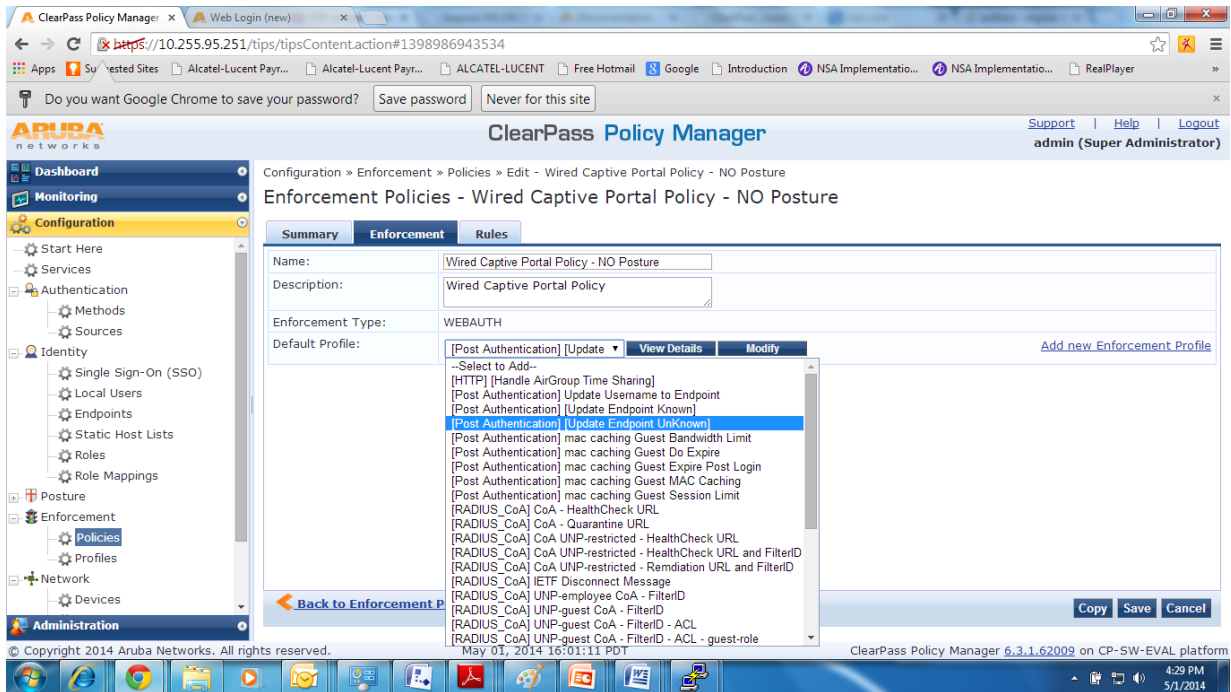 ClearPass Policy Manager
Web Login (new)
https://10.255.95.251/tips/tipsContent.action#1398986943534
Apps
Alcatel-Lucent Payr...
Alcatel-Lucent Payr...
ALCATEL-LUCENT
Free Hotmail
Google
Introduction
NSA Implementatio...
NSA Implementatio...
RealPlayer
»
Do you want Google Chrome to save your password?
Save password
Never for this site
ARUBA
networks
ClearPass Policy Manager
Support | Help | Logout
admin (Super Administrator)
Dashboard
Monitoring
Configuration
Start Here
Services
Authentication
Methods
Sources
Identity
Single Sign-On (SSO)
Local Users
Endpoints
Static Host Lists
Roles
Role Mappings
Posture
Enforcement
Policies
Profiles
Network
Devices
Administration
Configuration » Enforcement » Policies » Edit - Wired Captive Portal Policy - NO Posture
Enforcement Policies - Wired Captive Portal Policy - NO Posture
Summary
Enforcement
Rules
Name:
Wired Captive Portal Policy - NO Posture
Description:
Wired Captive Portal Policy
Enforcement Type:
WEBAUTH
Default Profile:
[Post Authentication] [Update
View Details
Modify
Add new Enforcement Profile
--Select to Add--
[HTTP] [Handle AirGroup Time Sharing]
[Post Authentication] Update Username to Endpoint
[Post Authentication] [Update Endpoint Known]
[Post Authentication] [Update Endpoint UnKnown]
[Post Authentication] mac caching Guest Bandwidth Limit
[Post Authentication] mac caching Guest Do Expire
[Post Authentication] mac caching Guest Expire Post Login
[Post Authentication] mac caching Guest MAC Caching
[Post Authentication] mac caching Guest Session Limit
[RADIUS_CoA] CoA - HealthCheck URL
[RADIUS_CoA] CoA - Quarantine URL
[RADIUS_CoA] CoA UNP-restricted - HealthCheck URL
[RADIUS_CoA] CoA UNP-restricted - HealthCheck URL and FilterID
[RADIUS_CoA] CoA UNP-restricted - Remdiation URL and FilterID
[RADIUS_CoA] IETF Disconnect Message
[RADIUS_CoA] UNP-employee CoA - FilterID
[RADIUS_CoA] UNP-guest CoA - FilterID
[RADIUS_CoA] UNP-guest CoA - FilterID - ACL
[RADIUS_CoA] UNP-guest CoA - FilterID - ACL - guest-role
Back to Enforcement P
Copy
Save
Cancel
© Copyright 2014 Aruba Networks. All rights reserved.
May 01, 2014 16:01:11 PDT
ClearPass Policy Manager 6.3.1.62009 on CP-SW-EVAL platform
4:29 PM
5/1/2014